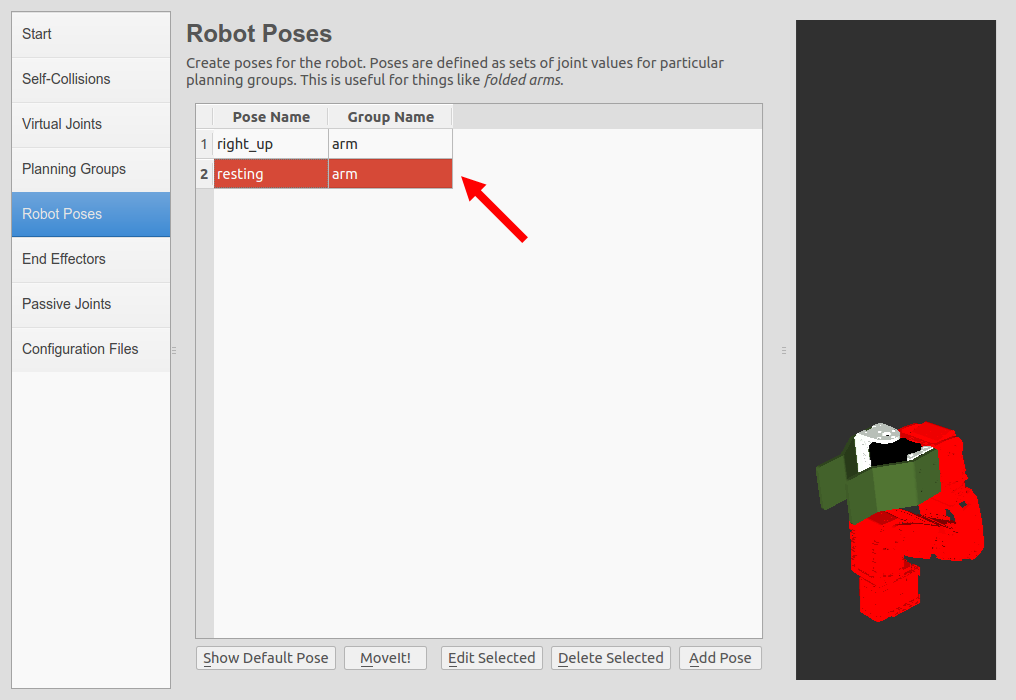 Start
Self-Collisions
Virtual Joints
Planning Groups
Robot Poses
End Effectors
Passive Joints
Configuration Files
Robot Poses
Create poses for the robot. Poses are defined as sets of joint values for particular
planning groups. This is useful for things like folded arms.
Pose Name Group Name
1 right_up arm
2 resting arm
Show Default Pose MoveIt! Edit Selected Delete Selected Add Pose